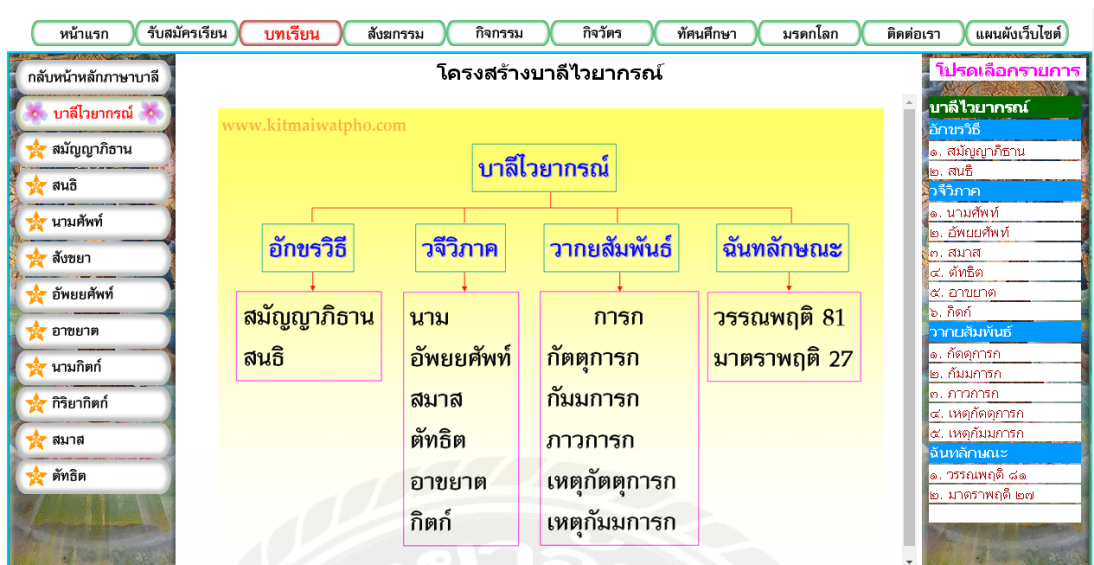 หน้าแรก
รับสมัครเรียน
บทเรียน
สังฆกรรม
กิจกรรม
กิจวัตร
ทัศนศึกษา
มรดกโลก
ติดต่อเรา
แผนผังเว็บไซต์
กลับหน้าหลักภาษาบาลี
บาลีไวยากรณ์
สมัญญาภิธาน
สนธิ
นามศัพท์
สังขยา
อัพยยศัพท์
อาขยาต
นามกิตก์
กิริยากิตก์
สมาส
ตัทธิต
โครงสร้างบาลีไวยากรณ์
www.kitmaiwatpho.com
บาลีไวยากรณ์
อักขรวิธี
วจีวิภาค
วากยสัมพันธ์
ฉันทลักษณะ
สมัญญาภิธาน
สนธิ
นาม
อัพยยศัพท์
สมาส
ตัทธิต
อาขยาต
กิตก์
การก
กัตตุการก
กัมมการก
ภาวการก
เหตุกัตตุการก
เหตุกัมมการก
วรรณพฤติ 81
มาตราพฤติ 27
โปรดเลือกรายการ
บาลีไวยากรณ์
อักขรวิธี
๑. สมัญญาภิธาน
๒. สนธิ
วจีวิภาค
๑. นามศัพท์
๒. อัพยยศัพท์
๓. สมาส
๔. ตัทธิต
๕. อาขยาต
๖. กิตก์
วากยสัมพันธ์
๑. กัตตุการก
๒. กัมมการก
๓. ภาวการก
๔. เหตุกัตตุการก
๕. เหตุกัมมการก
ฉันทลักษณะ
๑. วรรณพฤติ ๘๑
๒. มาตราพฤติ ๒๗